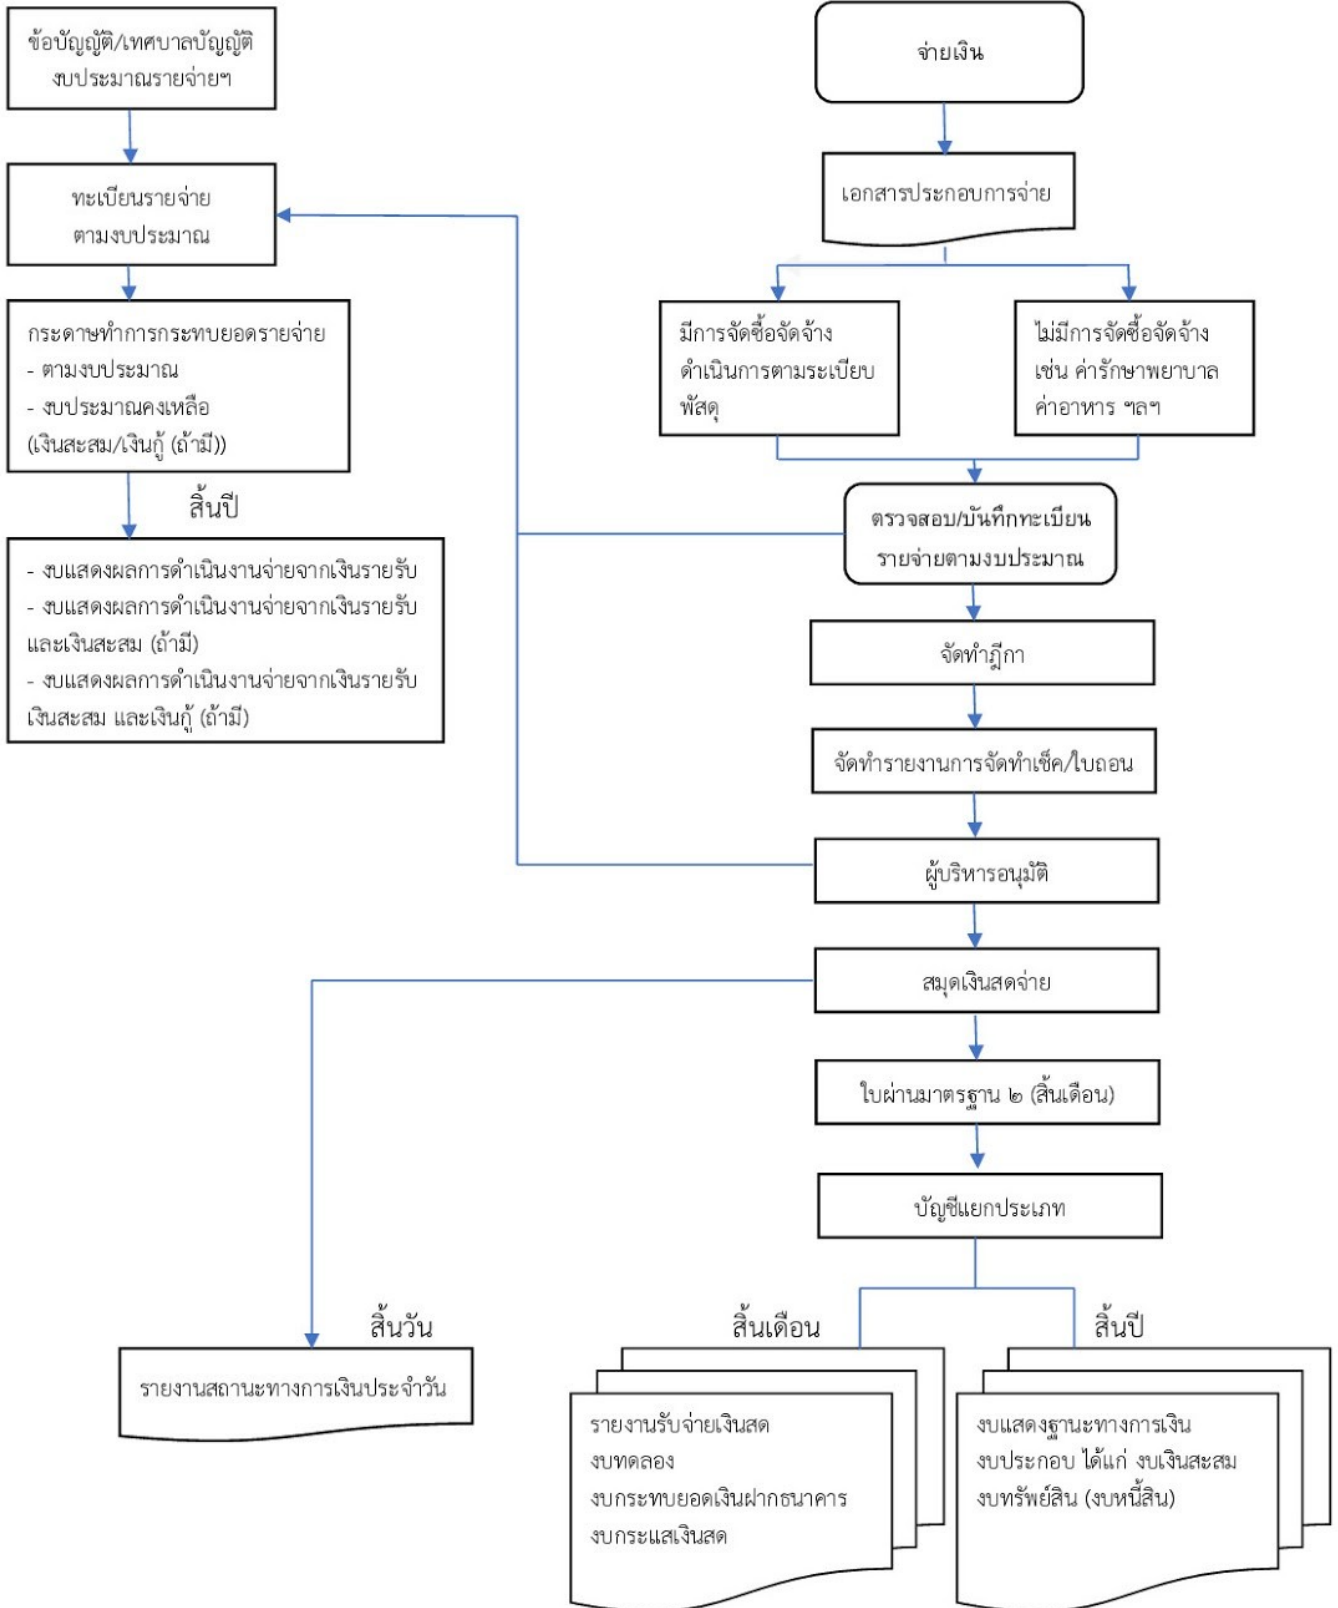 ข้อบัญญัติ/เทศบาลบัญญัติ
งบประมาณรายจ่ายฯ
ทะเบียนรายจ่าย
ตามงบประมาณ
กระดาษทำการกระทบยอดรายจ่าย
- ตามงบประมาณ
- งบประมาณคงเหลือ
(เงินสะสม/เงินกู้ (ถ้ามี))
สิ้นปี
- งบแสดงผลการดำเนินงานจ่ายจากเงินรายรับ
- งบแสดงผลการดำเนินงานจ่ายจากเงินรายรับ
และเงินสะสม (ถ้ามี)
- งบแสดงผลการดำเนินงานจ่ายจากเงินรายรับ
เงินสะสม และเงินกู้ (ถ้ามี)
จ่ายเงิน
เอกสารประกอบการจ่าย
มีการจัดซื้อจัดจ้าง
ดำเนินการตามระเบียบ
พัสดุ
ไม่มีการจัดซื้อจัดจ้าง
เช่น ค่ารักษาพยาบาล
ค่าอาหาร ฯลฯ
ตรวจสอบ/บันทึกทะเบียน
รายจ่ายตามงบประมาณ
จัดทำฎีกา
จัดทำรายงานการจัดทำเช็ค/ใบถอน
ผู้บริหารอนุมัติ
สมุดเงินสดจ่าย
ใบผ่านมาตรฐาน ๒ (สิ้นเดือน)
บัญชีแยกประเภท
สิ้นวัน
รายงานสถานะทางการเงินประจำวัน
สิ้นเดือน
รายงานรับจ่ายเงินสด
งบทดลอง
งบกระทบยอดเงินฝากธนาคาร
งบกระแสเงินสด
สิ้นปี
งบแสดงฐานะทางการเงิน
งบประกอบ ได้แก่ งบเงินสะสม
งบทรัพย์สิน (งบหนี้สิน)